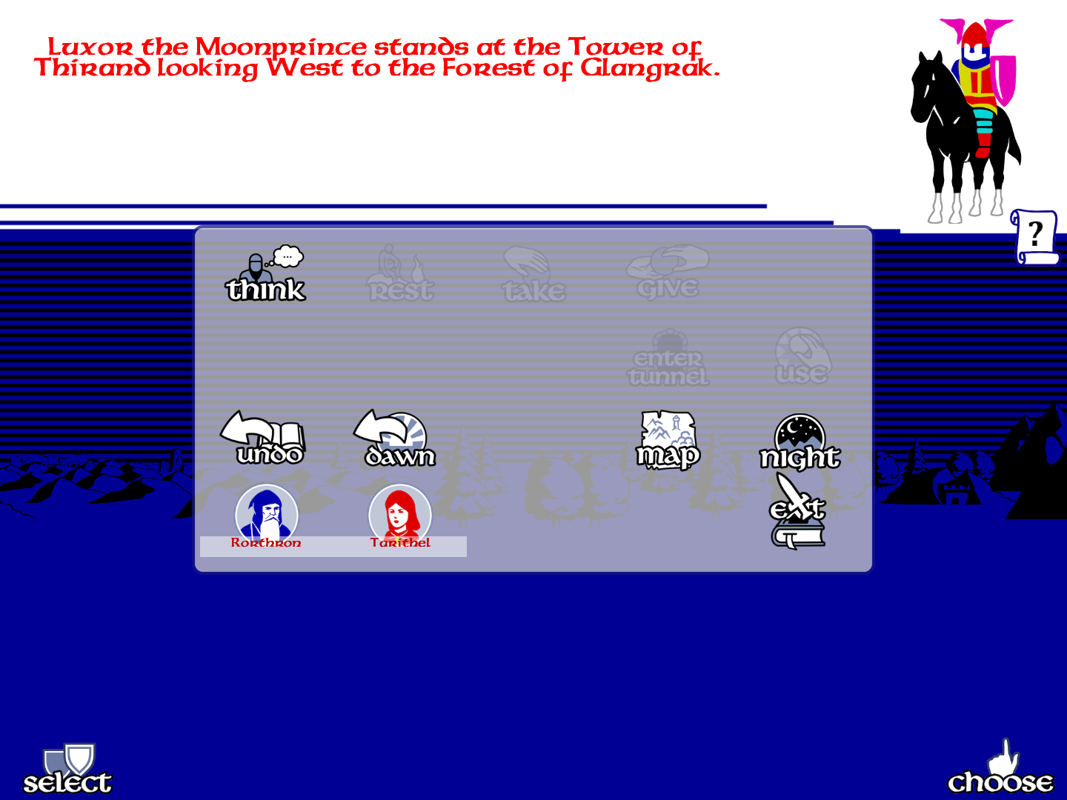 Luxor the Moonprince stands at the Tower of
Thirand looking West to the Forest of Glangrak.
?
think
REST
take
GIVE
enter
tunnel
use
undo
dawn
map
night
Rorthron
Tarithel
exit
select
choose